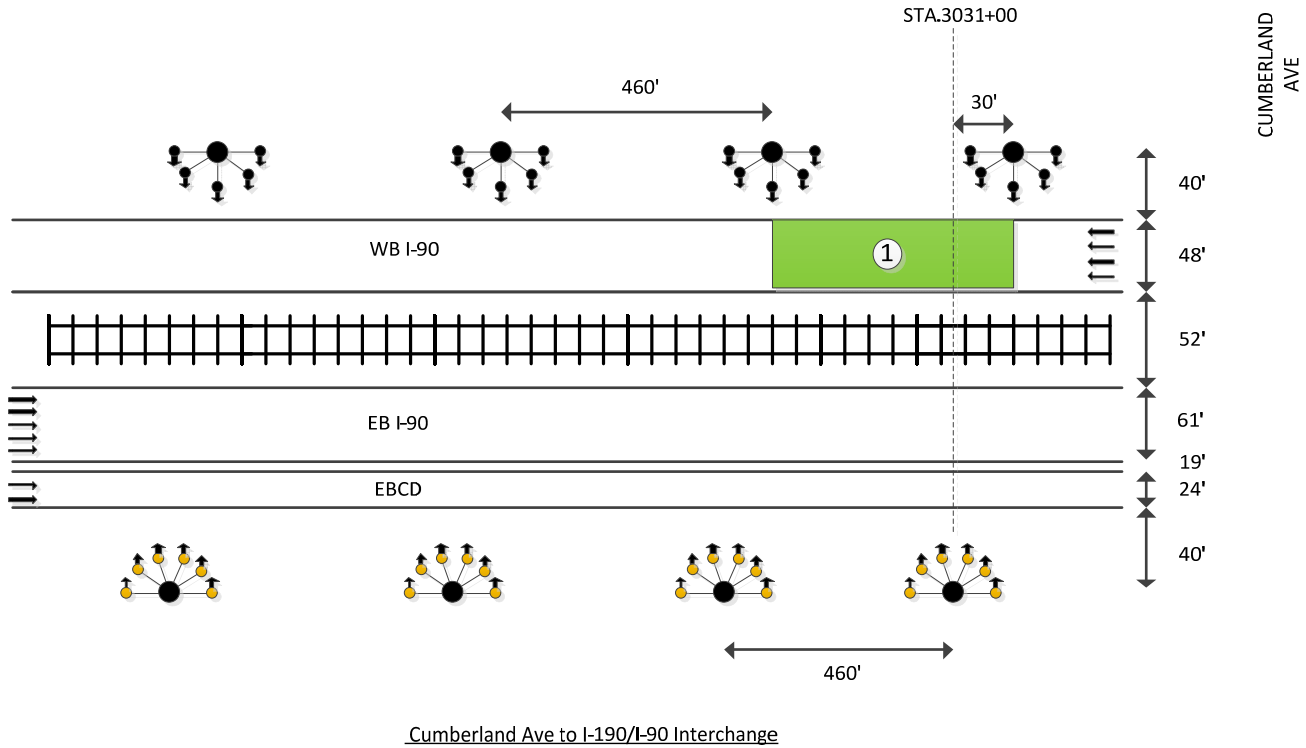 STA.3031+00
CUMBERLAND
AVE
460'
30'
40'
WB I-90
1
48'
52'
EB I-90
61'
19'
EBCD
24'
40'
460'
Cumberland Ave to I-190/I-90 Interchange